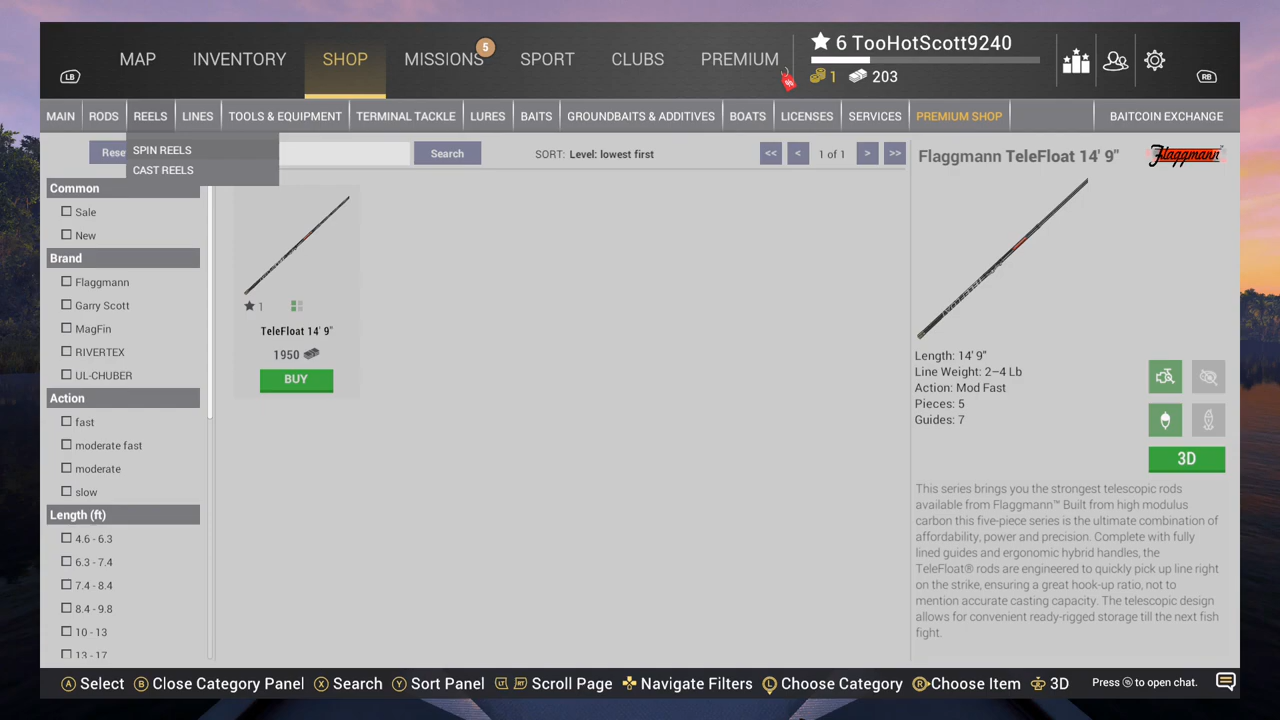 MAP INVENTORY SHOP MISSIONS 5 SPORT CLUBS PREMIUM
6 TooHotScott9240
1 203
LB
RB
MAIN RODS REELS LINES TOOLS & EQUIPMENT TERMINAL TACKLE LURES BAITS GROUNDBAITS & ADDITIVES BOATS LICENSES SERVICES PREMIUM SHOP BAITCOIN EXCHANGE
SPIN REELS
CAST REELS
Rese
Search
SORT: Level: lowest first
<< < 1 of 1 > >>
Common
Sale
New
Brand
Flaggmann
Garry Scott
MagFin
RIVERTEX
UL-CHUBER
Action
fast
moderate fast
moderate
slow
Length (ft)
4.6 - 6.3
6.3 - 7.4
7.4 - 8.4
8.4 - 9.8
10 - 13
13 - 17
1
TeleFloat 14' 9"
1950
BUY
Flaggmann TeleFloat 14' 9"
Flaggmann
Length: 14' 9"
Line Weight: 2–4 Lb
Action: Mod Fast
Pieces: 5
Guides: 7
3D
This series brings you the strongest telescopic rods
available from Flaggmann™ Built from high modulus
carbon this five-piece series is the ultimate combination of
affordability, power and precision. Complete with fully
lined guides and ergonomic hybrid handles, the
TeleFloat® rods are engineered to quickly pick up line right
on the strike, ensuring a great hook-up ratio, not to
mention accurate casting capacity. The telescopic design
allows for convenient ready-rigged storage till the next fish
fight.
A Select B Close Category Panel X Search Y Sort Panel LT RT Scroll Page Navigate Filters L Choose Category R Choose Item 3D Press to open chat.